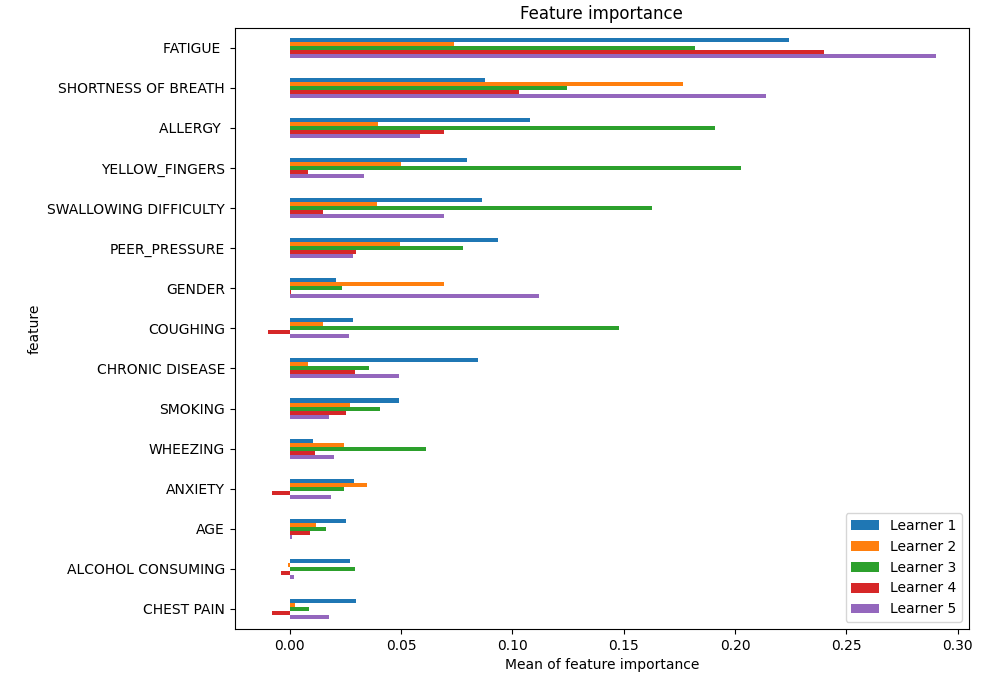 Feature importance
FATIGUE
SHORTNESS OF BREATH
ALLERGY
YELLOW_FINGERS
SWALLOWING DIFFICULTY
PEER_PRESSURE
GENDER
COUGHING
CHRONIC DISEASE
SMOKING
WHEEZING
ANXIETY
AGE
ALCOHOL CONSUMING
CHEST PAIN
feature
Learner 1
Learner 2
Learner 3
Learner 4
Learner 5
0.00 0.05 0.10 0.15 0.20 0.25 0.30
Mean of feature importance